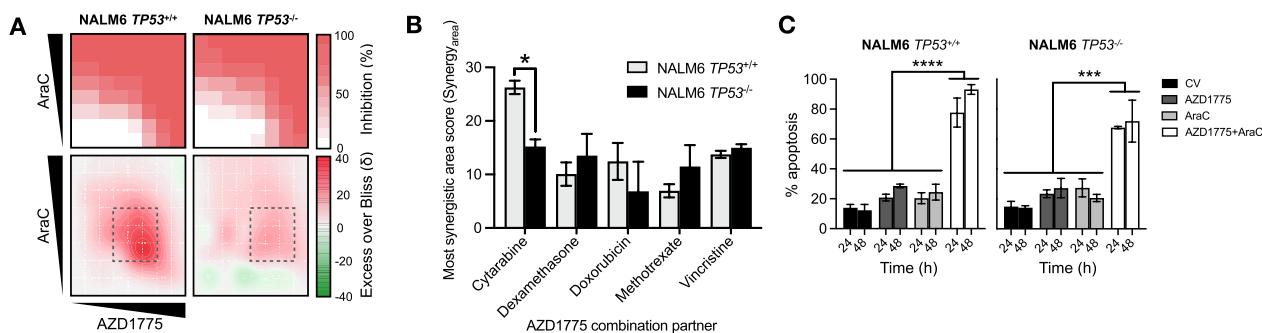 A
NALM6 TP53+/+
NALM6 TP53-/-
AraC
100
50
0
Inhibition (%)
AraC
40
20
0
-20
-40
Excess over Bliss (δ)
AZD1775
B
Most synergistic area score (Synergyarea)
30
20
10
0
*
NALM6 TP53+/+
NALM6 TP53-/-
Cytarabine
Dexamethasone
Doxorubicin
Methotrexate
Vincristine
AZD1775 combination partner
C
NALM6 TP53+/+
NALM6 TP53-/-
% apoptosis
100
80
60
40
20
0
****
***
24 48 24 48 24 48 24 48
24 48 24 48 24 48 24 48
Time (h)
Time (h)
CV
AZD1775
AraC
AZD1775+AraC